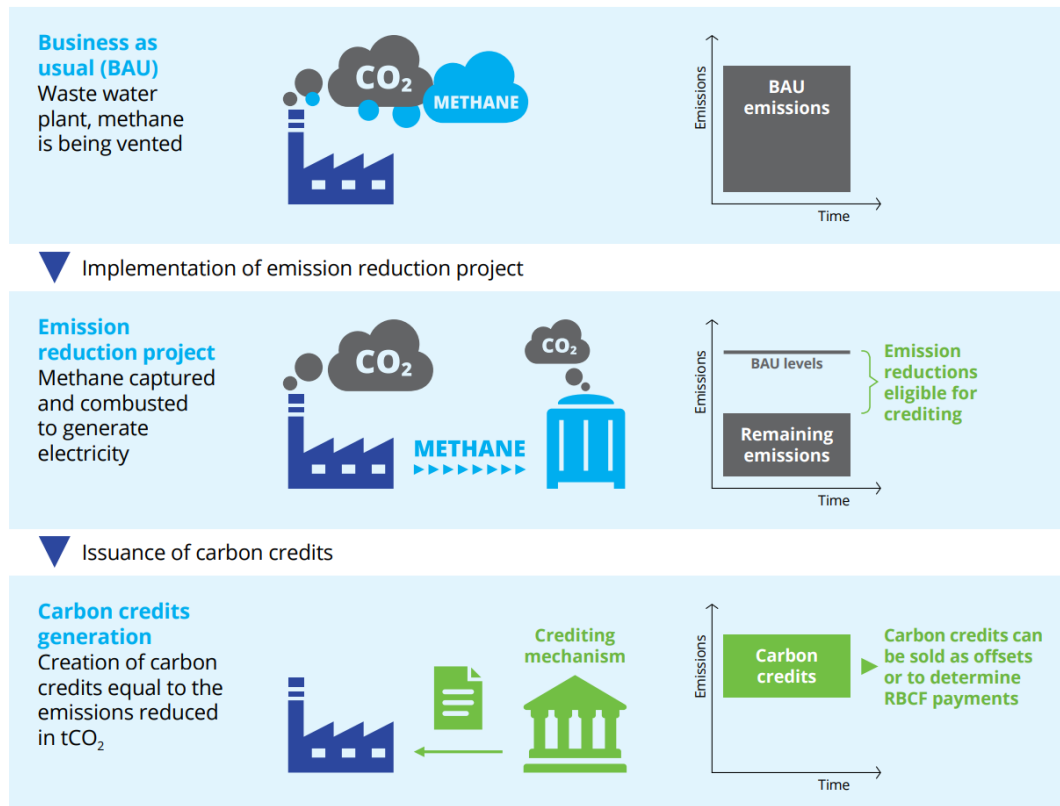 Business as
usual (BAU)
Waste water
plant, methane
is being vented
CO2
METHANE
Emissions
BAU
emissions
Time
Implementation of emission reduction project
Emission
reduction project
Methane captured
and combusted
to generate
electricity
CO2
METHANE
CO2
Emissions
BAU levels
Remaining
emissions
Time
Emission
reductions
eligible for
crediting
Issuance of carbon credits
Carbon credits
generation
Creation of carbon
credits equal to the
emissions reduced
in tCO2
Crediting
mechanism
Emissions
Carbon
credits
Time
Carbon credits can
be sold as offsets
or to determine
RBCF payments